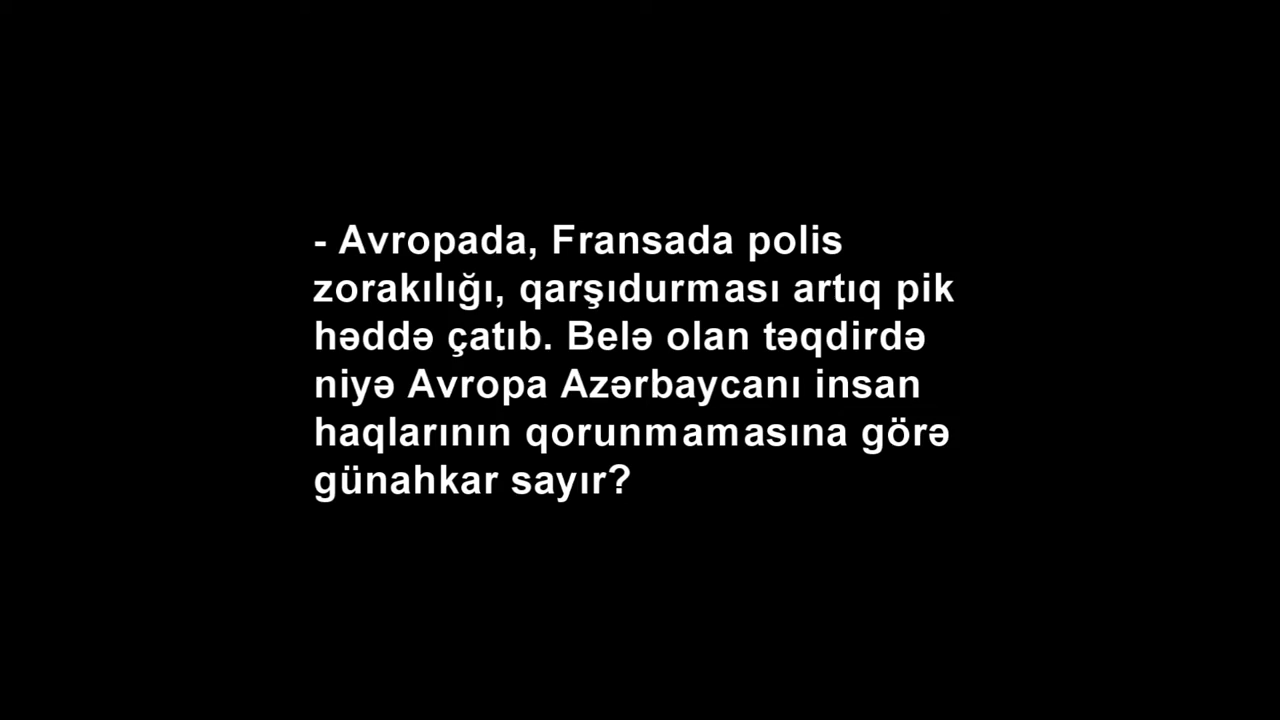 - Avropada, Fransada polis
zorakılığı, qarşıdurması artıq pik
həddə çatıb. Belə olan təqdirdə
niyə Avropa Azərbaycanı insan
haqlarının qorunmamasına görə
günahkar sayır?